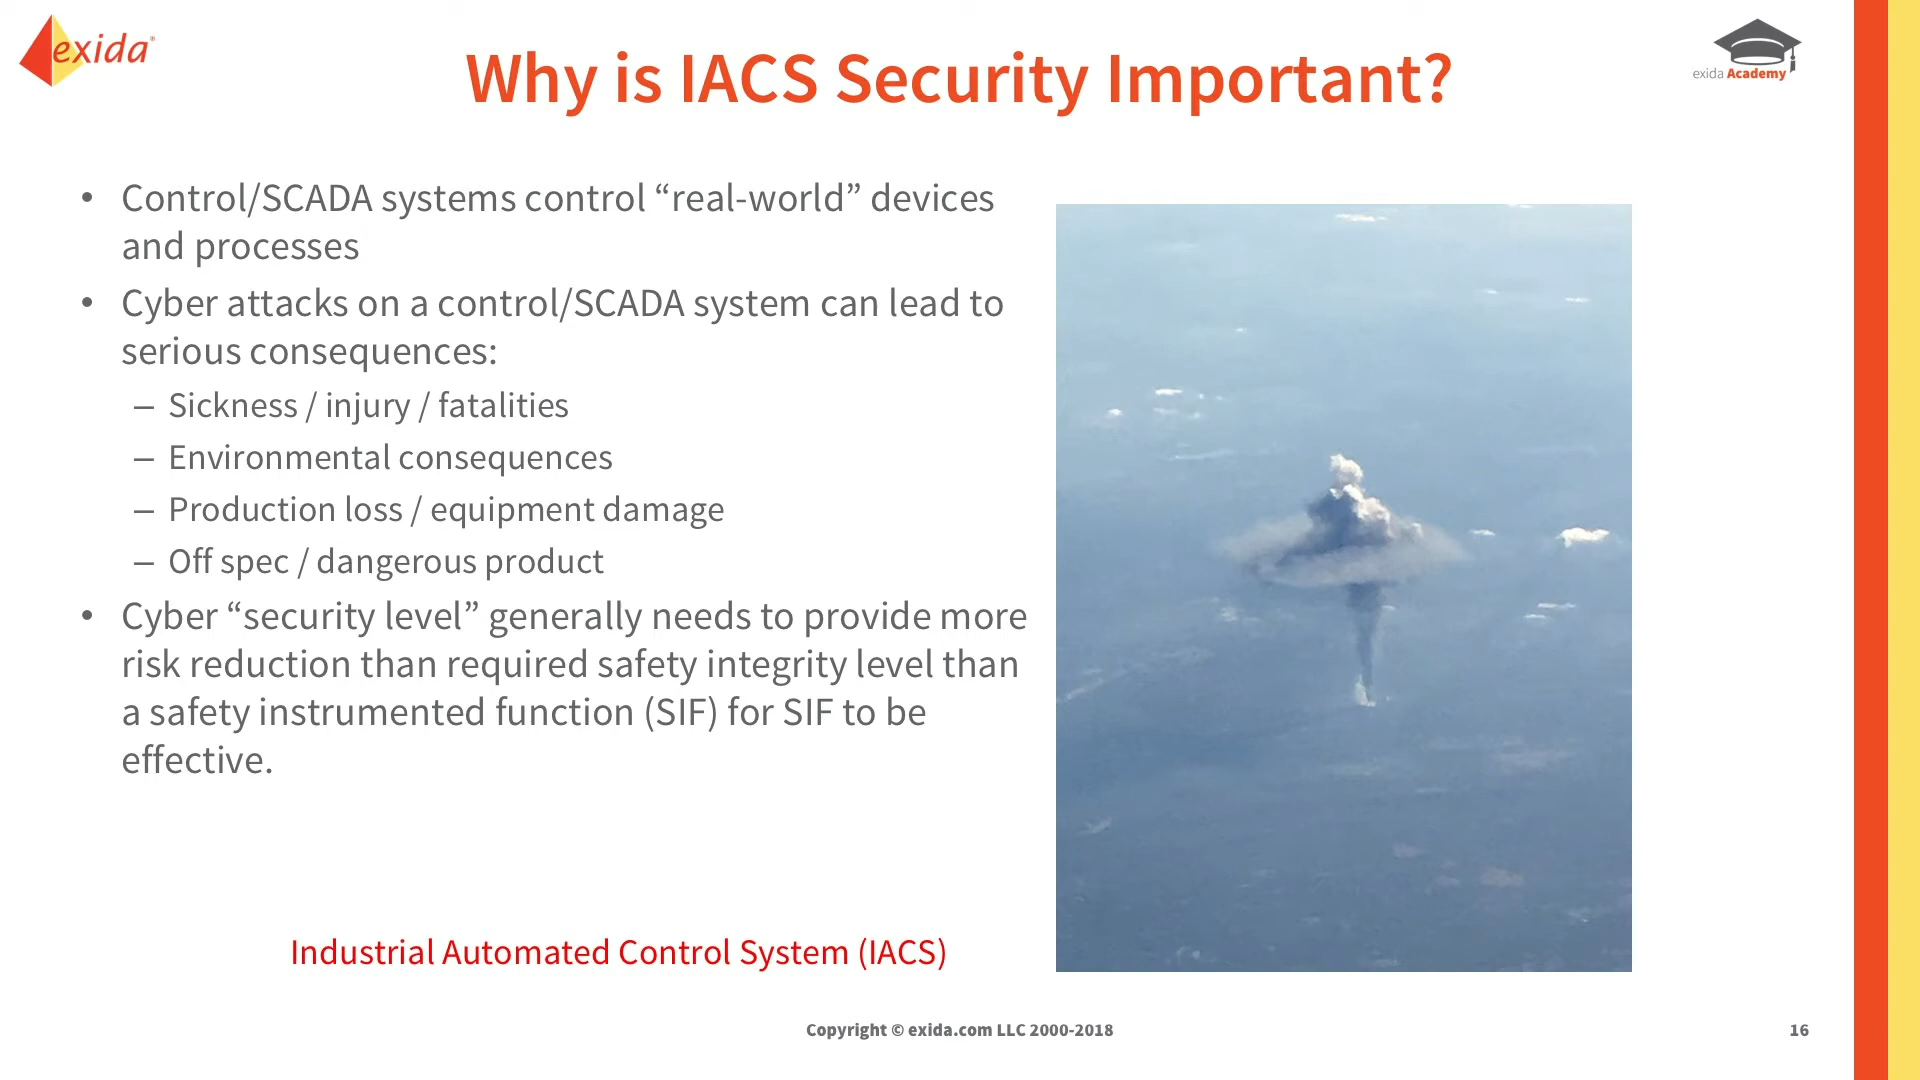 exida®
Why is IACS Security Important?
exida Academy
• Control/SCADA systems control “real-world” devices
and processes
• Cyber attacks on a control/SCADA system can lead to
serious consequences:
– Sickness / injury / fatalities
– Environmental consequences
– Production loss / equipment damage
– Off spec / dangerous product
• Cyber “security level” generally needs to provide more
risk reduction than required safety integrity level than
a safety instrumented function (SIF) for SIF to be
effective.
Industrial Automated Control System (IACS)
Copyright © exida.com LLC 2000-2018
16